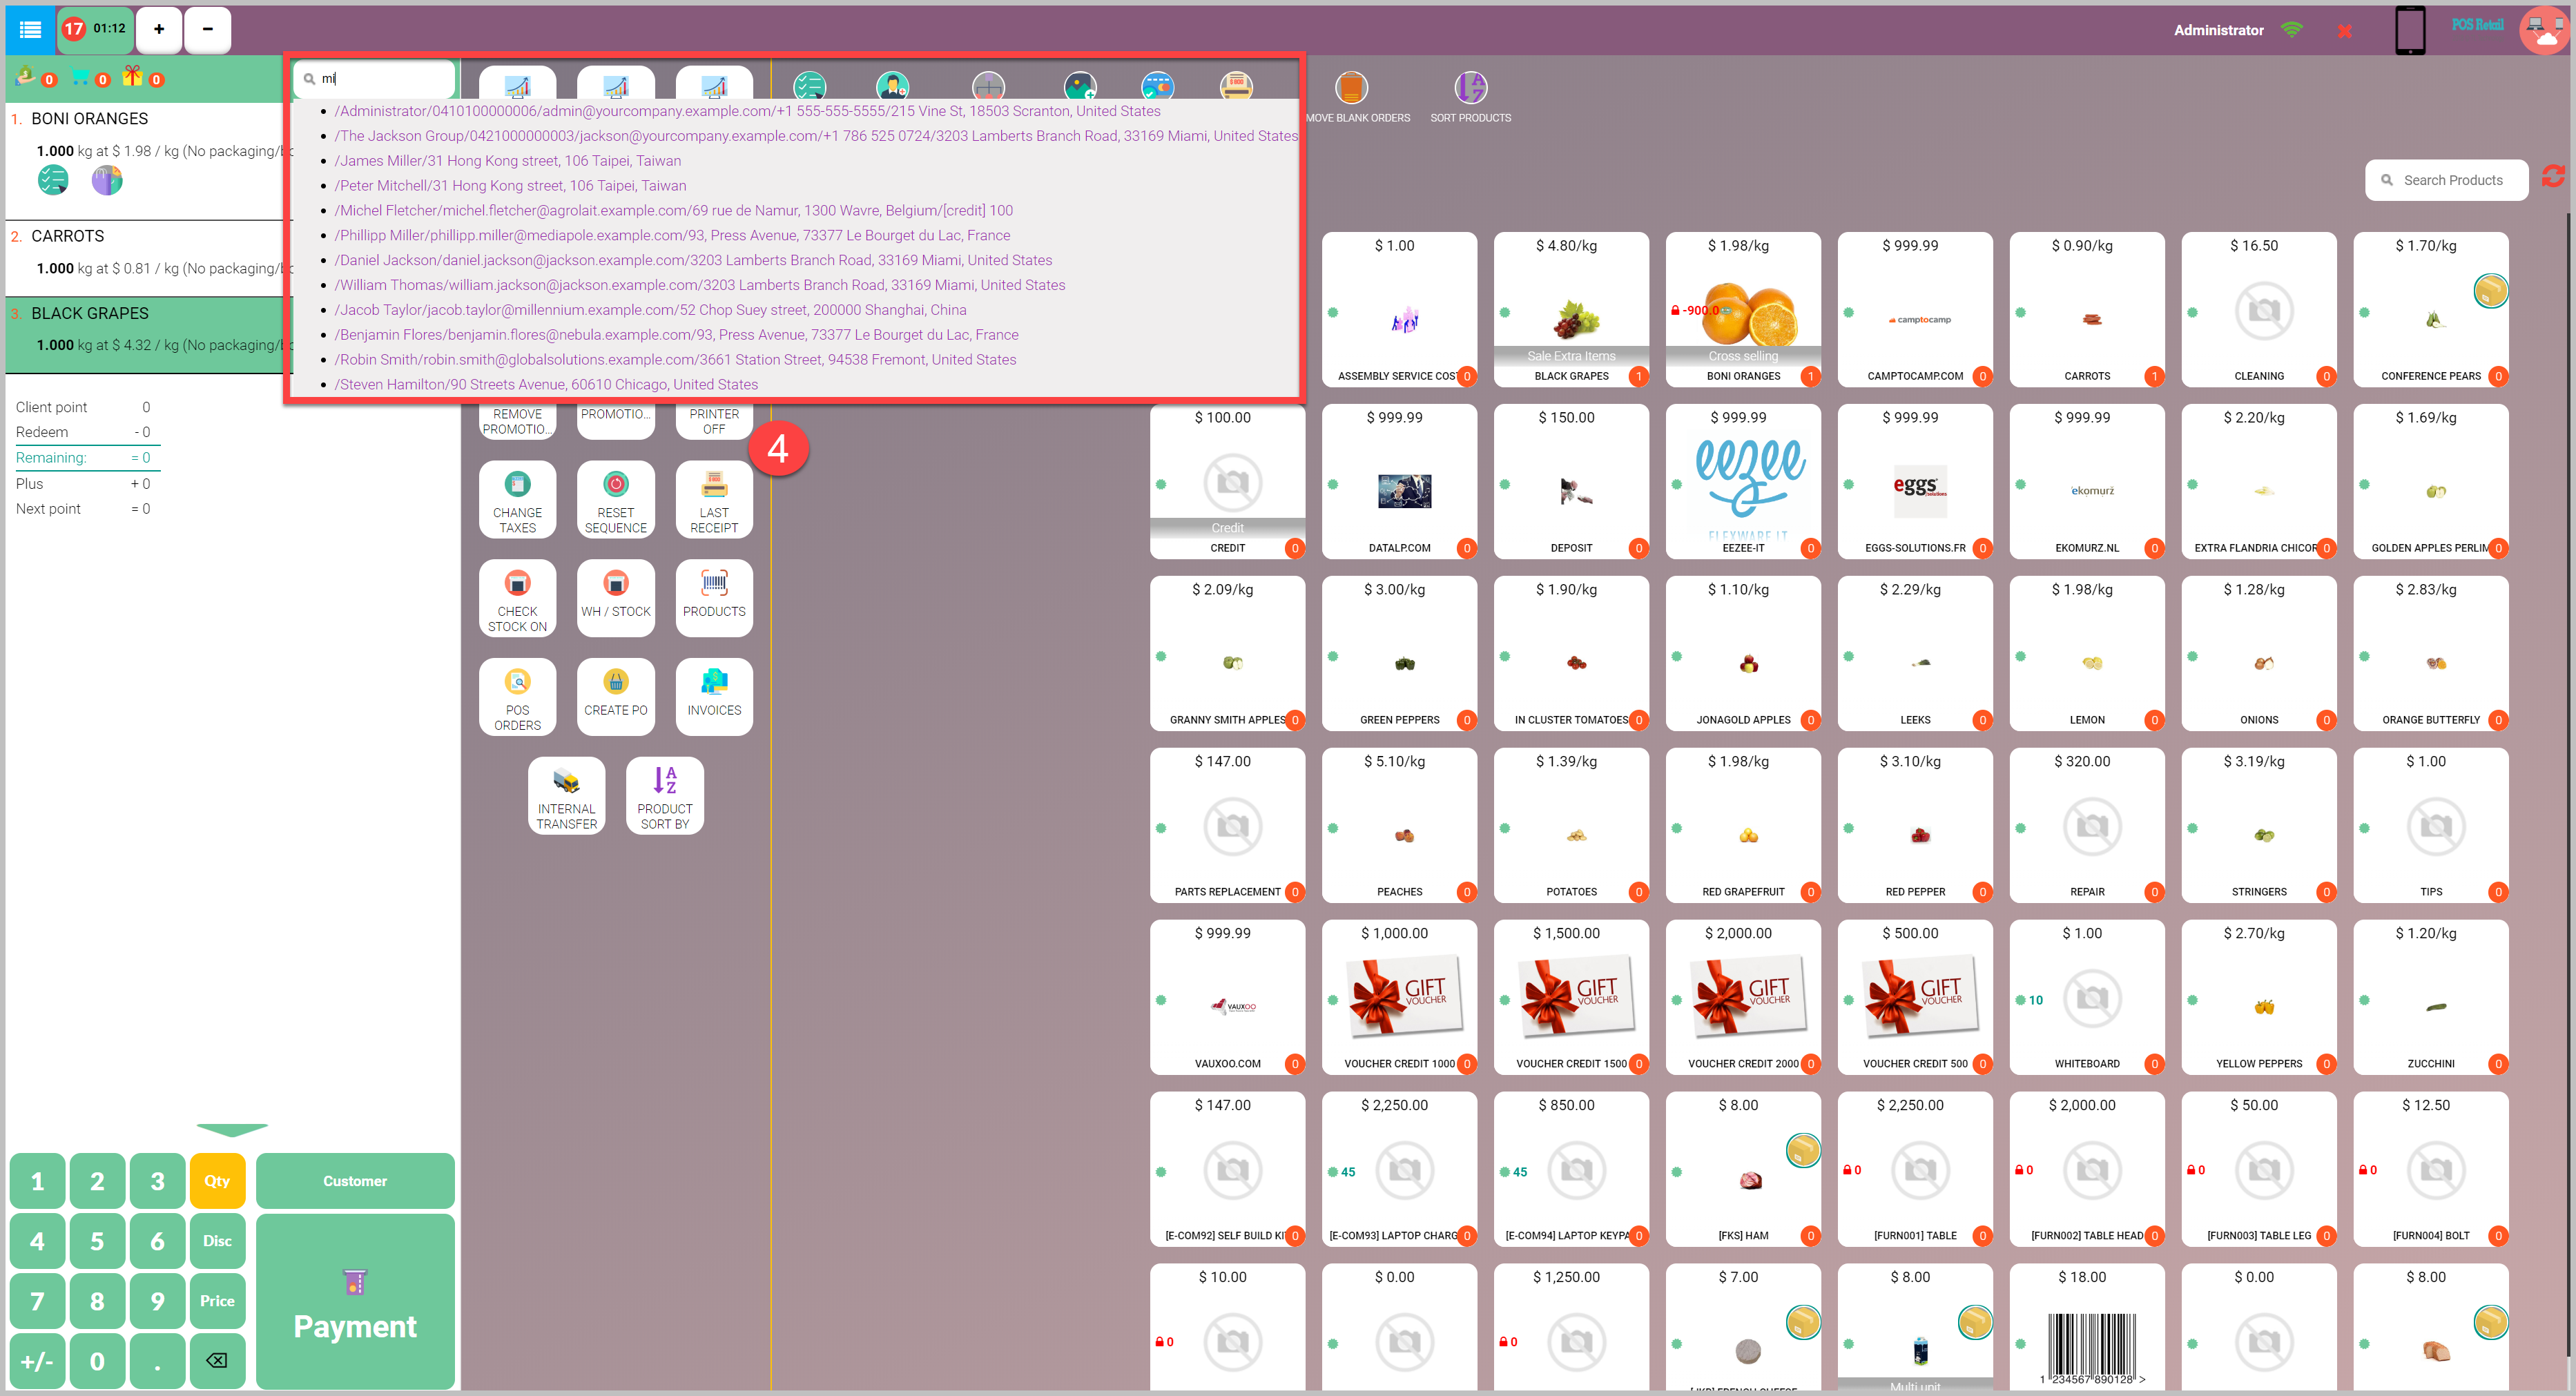 17 01:12 + -
Administrator
POS Retail
0 0 0
mi
/Administrator/0410100000006/admin@yourcompany.example.com/+1 555-555-5555/215 Vine St, 18503 Scranton, United States
/The Jackson Group/0421000000003/jackson@yourcompany.example.com/+1 786 525 0724/3203 Lamberts Branch Road, 33169 Miami, United States
/James Miller/31 Hong Kong street, 106 Taipei, Taiwan
/Peter Mitchell/31 Hong Kong street, 106 Taipei, Taiwan
/Michel Fletcher/michel.fletcher@agrolait.example.com/69 rue de Namur, 1300 Wavre, Belgium/[credit] 100
/Phillipp Miller/phillipp.miller@mediapole.example.com/93, Press Avenue, 73377 Le Bourget du Lac, France
/Daniel Jackson/daniel.jackson@jackson.example.com/3203 Lamberts Branch Road, 33169 Miami, United States
/William Thomas/william.jackson@jackson.example.com/3203 Lamberts Branch Road, 33169 Miami, United States
/Jacob Taylor/jacob.taylor@millennium.example.com/52 Chop Suey street, 200000 Shanghai, China
/Benjamin Flores/benjamin.flores@nebula.example.com/93, Press Avenue, 73377 Le Bourget du Lac, France
/Robin Smith/robin.smith@globalsolutions.example.com/3661 Station Street, 94538 Fremont, United States
/Steven Hamilton/90 Streets Avenue, 60610 Chicago, United States
4
1. BONI ORANGES
1.000 kg at $ 1.98 / kg (No packaging/bo
2. CARROTS
1.000 kg at $ 0.81 / kg (No packaging/bo
3. BLACK GRAPES
1.000 kg at $ 4.32 / kg (No packaging/bo
Client point 0
Redeem - 0
Remaining: = 0
Plus + 0
Next point = 0
1 2 3 Qty Customer
4 5 6 Disc
7 8 9 Price
+/- 0 .
Payment
REMOVE PROMOTIO...
PROMOTIO...
PRINTER OFF
CHANGE TAXES
RESET SEQUENCE
LAST RECEIPT
CHECK STOCK ON
WH / STOCK
PRODUCTS
POS ORDERS
CREATE PO
INVOICES
INTERNAL TRANSFER
PRODUCT SORT BY
MOVE BLANK ORDERS
SORT PRODUCTS
Search Products
$ 1.00 ASSEMBLY SERVICE COST 0
$ 4.80/kg Sale Extra Items BLACK GRAPES 1
$ 1.98/kg -900.0 Cross selling BONI ORANGES 1
$ 999.99 camptocamp CAMPTOCAMP.COM 0
$ 0.90/kg CARROTS 1
$ 16.50 CLEANING 0
$ 1.70/kg CONFERENCE PEARS 0
$ 100.00 Credit CREDIT 0
$ 999.99 DATALP.COM 0
$ 150.00 DEPOSIT 0
$ 999.99 eezee FLEXWARE IT EEZEE-IT 0
$ 999.99 eggs solutions EGGS-SOLUTIONS.FR 0
$ 999.99 ekomurz EKOMURZ.NL 0
$ 2.20/kg EXTRA FLANDRIA CHICOR 0
$ 1.69/kg GOLDEN APPLES PERLIM 0
$ 2.09/kg GRANNY SMITH APPLES 0
$ 3.00/kg GREEN PEPPERS 0
$ 1.90/kg IN CLUSTER TOMATOES 0
$ 1.10/kg JONAGOLD APPLES 0
$ 2.29/kg LEEKS 0
$ 1.98/kg LEMON 0
$ 1.28/kg ONIONS 0
$ 2.83/kg ORANGE BUTTERFLY 0
$ 147.00 PARTS REPLACEMENT 0
$ 5.10/kg PEACHES 0
$ 1.39/kg POTATOES 0
$ 1.98/kg RED GRAPEFRUIT 0
$ 3.10/kg RED PEPPER 0
$ 320.00 REPAIR 0
$ 3.19/kg STRINGERS 0
$ 1.00 TIPS 0
$ 999.99 VAUXOO VAUXOO.COM 0
$ 1,000.00 GIFT VOUCHER VOUCHER CREDIT 1000 0
$ 1,500.00 GIFT VOUCHER VOUCHER CREDIT 1500 0
$ 2,000.00 GIFT VOUCHER VOUCHER CREDIT 2000 0
$ 500.00 GIFT VOUCHER VOUCHER CREDIT 500 0
$ 1.00 10 WHITEBOARD 0
$ 2.70/kg YELLOW PEPPERS 0
$ 1.20/kg ZUCCHINI 0
$ 147.00 [E-COM92] SELF BUILD KI 0
$ 2,250.00 45 [E-COM93] LAPTOP CHARG 0
$ 850.00 45 [E-COM94] LAPTOP KEYPA 0
$ 8.00 [FKS] HAM 0
$ 2,250.00 0 [FURN001] TABLE 0
$ 2,000.00 0 [FURN002] TABLE HEAD 0
$ 50.00 0 [FURN003] TABLE LEG 0
$ 12.50 0 [FURN004] BOLT 0
$ 10.00 0
$ 0.00
$ 1,250.00 0
$ 7.00
$ 8.00 Multi unit
$ 18.00 1 234567 890128 >
$ 0.00
$ 8.00